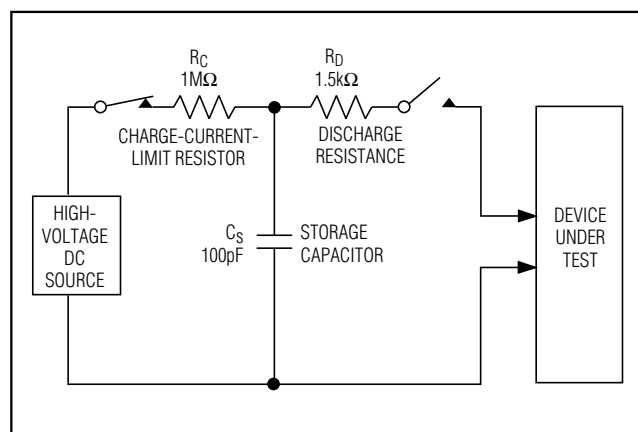 R_C
1MΩ
R_D
1.5kΩ
CHARGE-CURRENT-
LIMIT RESISTOR
DISCHARGE
RESISTANCE
HIGH-
VOLTAGE
DC
SOURCE
C_S
100pF
STORAGE
CAPACITOR
DEVICE
UNDER
TEST